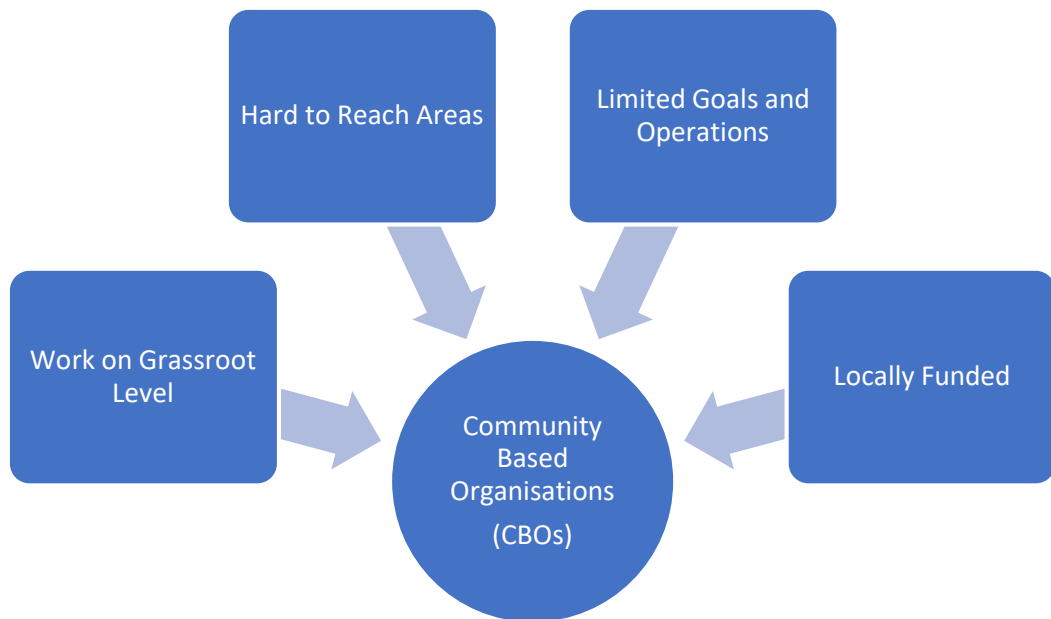 Hard to Reach Areas
Limited Goals and
Operations
Work on Grassroot
Level
Locally Funded
Community
Based
Organisations
(CBOs)